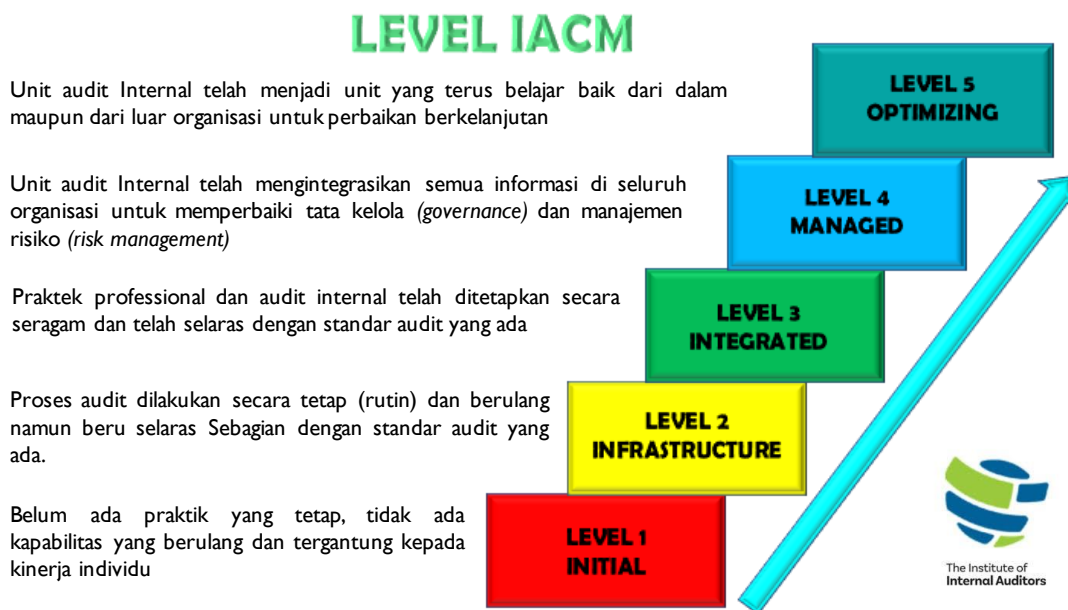 LEVEL IACM
Unit audit Internal telah menjadi unit yang terus belajar baik dari dalam
maupun dari luar organisasi untuk perbaikan berkelanjutan
LEVEL 5
OPTIMIZING
Unit audit Internal telah mengintegrasikan semua informasi di seluruh
organisasi untuk memperbaiki tata kelola (governance) dan manajemen
risiko (risk management)
LEVEL 4
MANAGED
Praktek professional dan audit internal telah ditetapkan secara
seragam dan telah selaras dengan standar audit yang ada
LEVEL 3
INTEGRATED
Proses audit dilakukan secara tetap (rutin) dan berulang
namun beru selaras Sebagian dengan standar audit yang
ada.
LEVEL 2
INFRASTRUCTURE
Belum ada praktik yang tetap, tidak ada
kapabilitas yang berulang dan tergantung kepada
kinerja individu
LEVEL 1
INITIAL
The Institute of
Internal Auditors